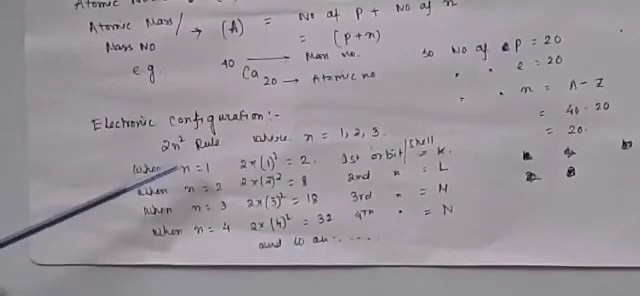 Atomic
Atomic Mass/ → (A) = No of P + No of n
Mass No = (p+n)
e.g. 40 → Mass no. so No of p = 20
Ca " " e = 20
20 → Atomic no " " n = A - Z
= 40 - 20
= 20.
Electronic Configuration:-
2n² Rule where n = 1, 2, 3.
when n = 1 2×(1)² = 2. 1st orbit/shell = K.
when n = 2 2×(2)² = 8 2nd " = L
when n = 3 2×(3)² = 18 3rd " = M
when n = 4 2×(4)² = 32 4Th " = N
and so on.....